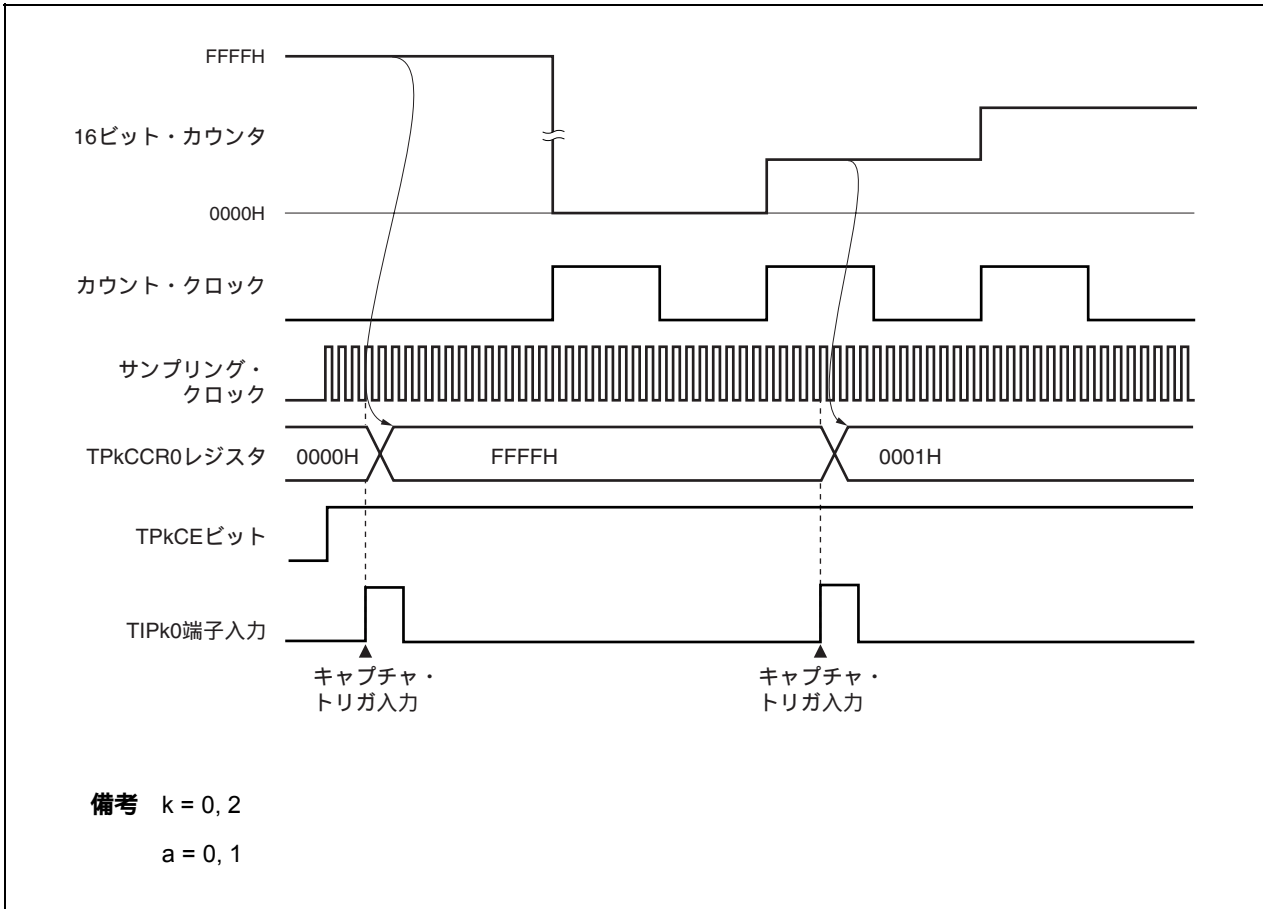 FFFFH
16ビット・カウンタ
0000H
カウント・クロック
サンプリング・
クロック
TPkCCR0レジスタ 0000H FFFFH 0001H
TPkCEビット
TIPk0端子入力
キャプチャ・
トリガ入力
キャプチャ・
トリガ入力
備考 k = 0, 2
a = 0, 1